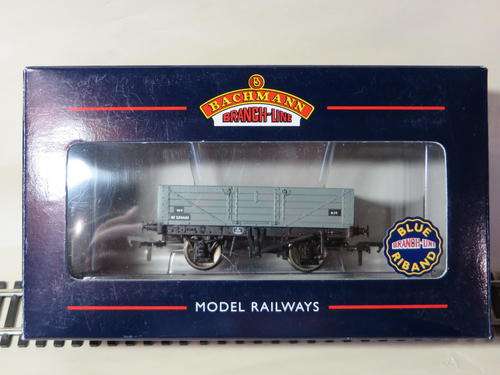 B
BACHMANN
BRANCH-LINE
BLUE
BRANCH-LINE
RIBAND
MODEL RAILWAYS